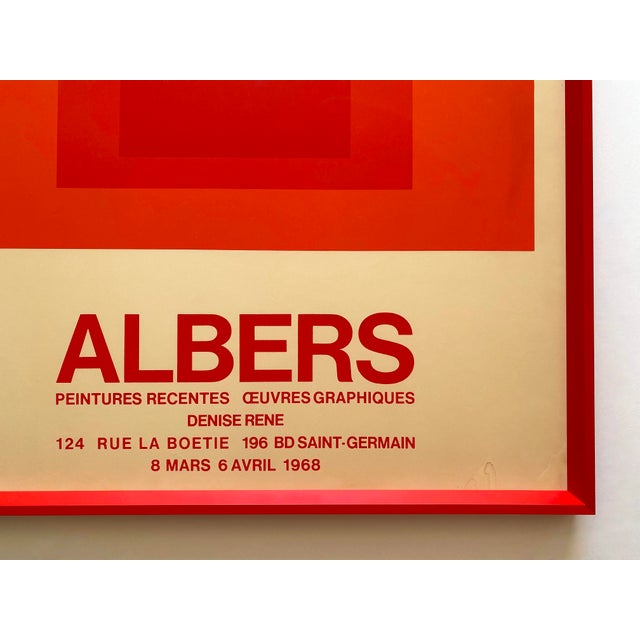 ALBERS
PEINTURES RECENTES ŒUVRES GRAPHIQUES
DENISE RENE
124 RUE LA BOETIE 196 BD SAINT-GERMAIN
8 MARS 6 AVRIL 1968